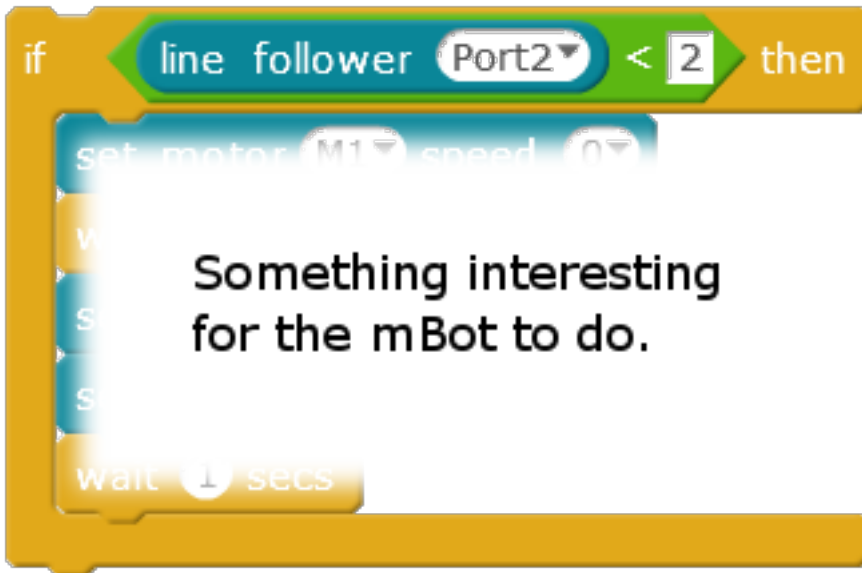 if line follower Port2 < 2 then
set motor M1 speed 0
Something interesting
for the mBot to do.
wait 1 secs